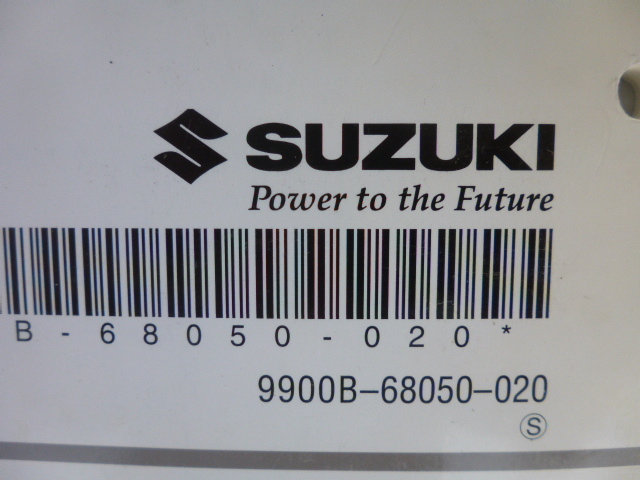 SUZUKI
Power to the Future
B-68050-020*
9900B-68050-020
S